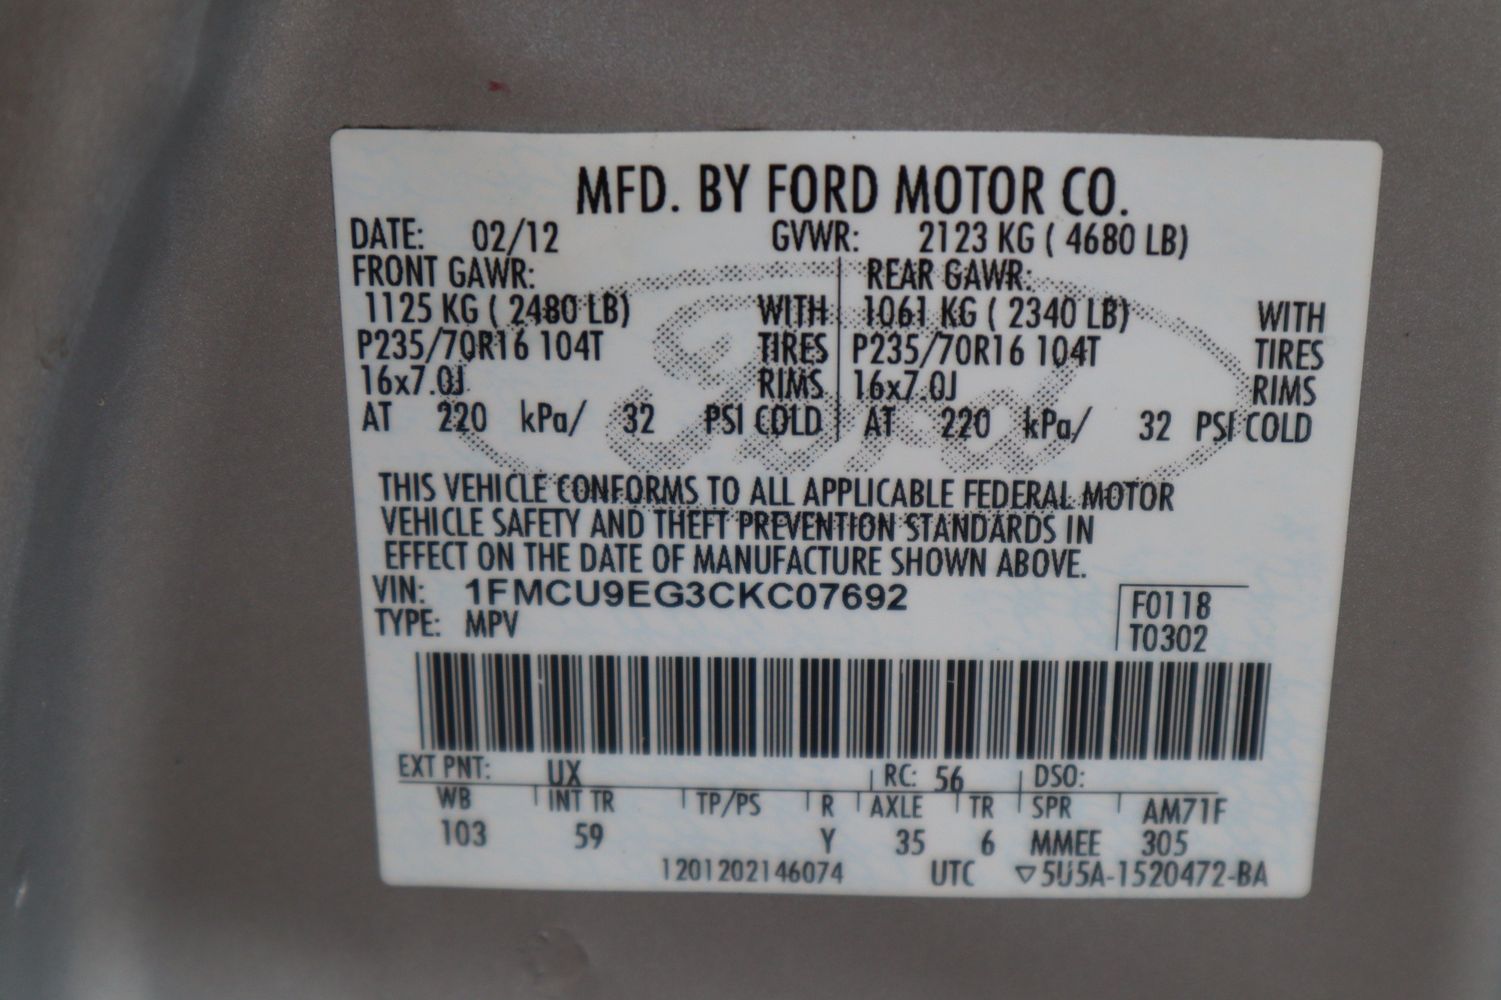 MFD. BY FORD MOTOR CO.
DATE: 02/12 GVWR: 2123 KG ( 4680 LB)
FRONT GAWR: REAR GAWR:
1125 KG ( 2480 LB) WITH 1061 KG ( 2340 LB) WITH
P235/70R16 104T TIRES P235/70R16 104T TIRES
16x7.0J RIMS 16x7.0J RIMS
AT 220 kPa/ 32 PSI COLD AT 220 kPa/ 32 PSI COLD
Ford
THIS VEHICLE CONFORMS TO ALL APPLICABLE FEDERAL MOTOR
VEHICLE SAFETY AND THEFT PREVENTION STANDARDS IN
EFFECT ON THE DATE OF MANUFACTURE SHOWN ABOVE.
VIN: 1FMCU9EG3CKC07692 F0118
TYPE: MPV T0302
EXT PNT: UX RC: 56 DSO:
WB INT TR TP/PS R AXLE TR SPR AM71F
103 59 Y 35 6 MMEE 305
1201202146074 UTC ▽5U5A-1520472-BA